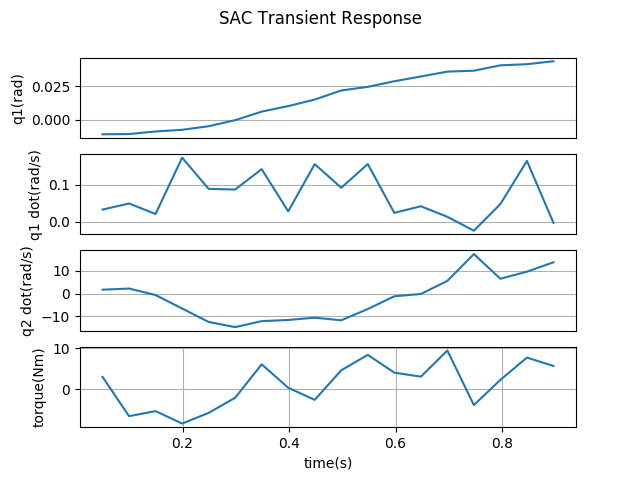 SAC Transient Response
q1(rad)
0.025
0.000
q1 dot(rad/s)
0.1
0.0
q2 dot(rad/s)
10
0
−10
torque(Nm)
10
0
0.2 0.4 0.6 0.8
time(s)